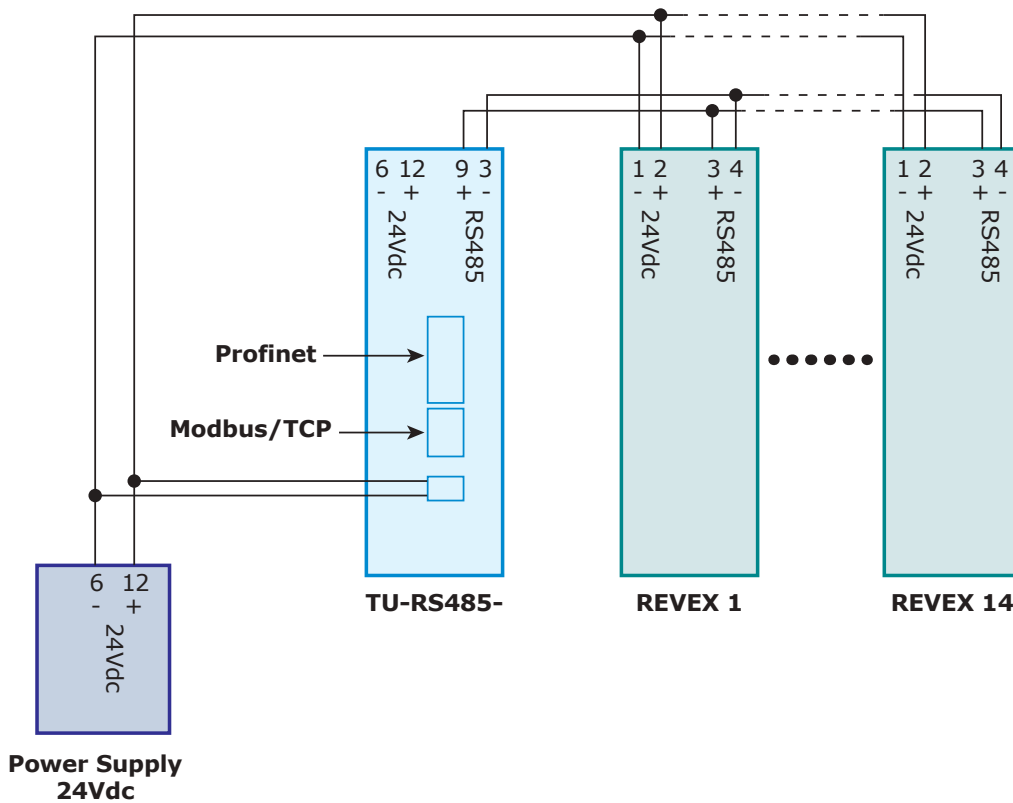 6 12 9 3
- + + -
24Vdc RS485
1 2 3 4
- + + -
24Vdc RS485
1 2 3 4
- + + -
24Vdc RS485
Profinet
Modbus/TCP
TU-RS485-
REVEX 1
REVEX 14
6 12
- +
24Vdc
Power Supply
24Vdc